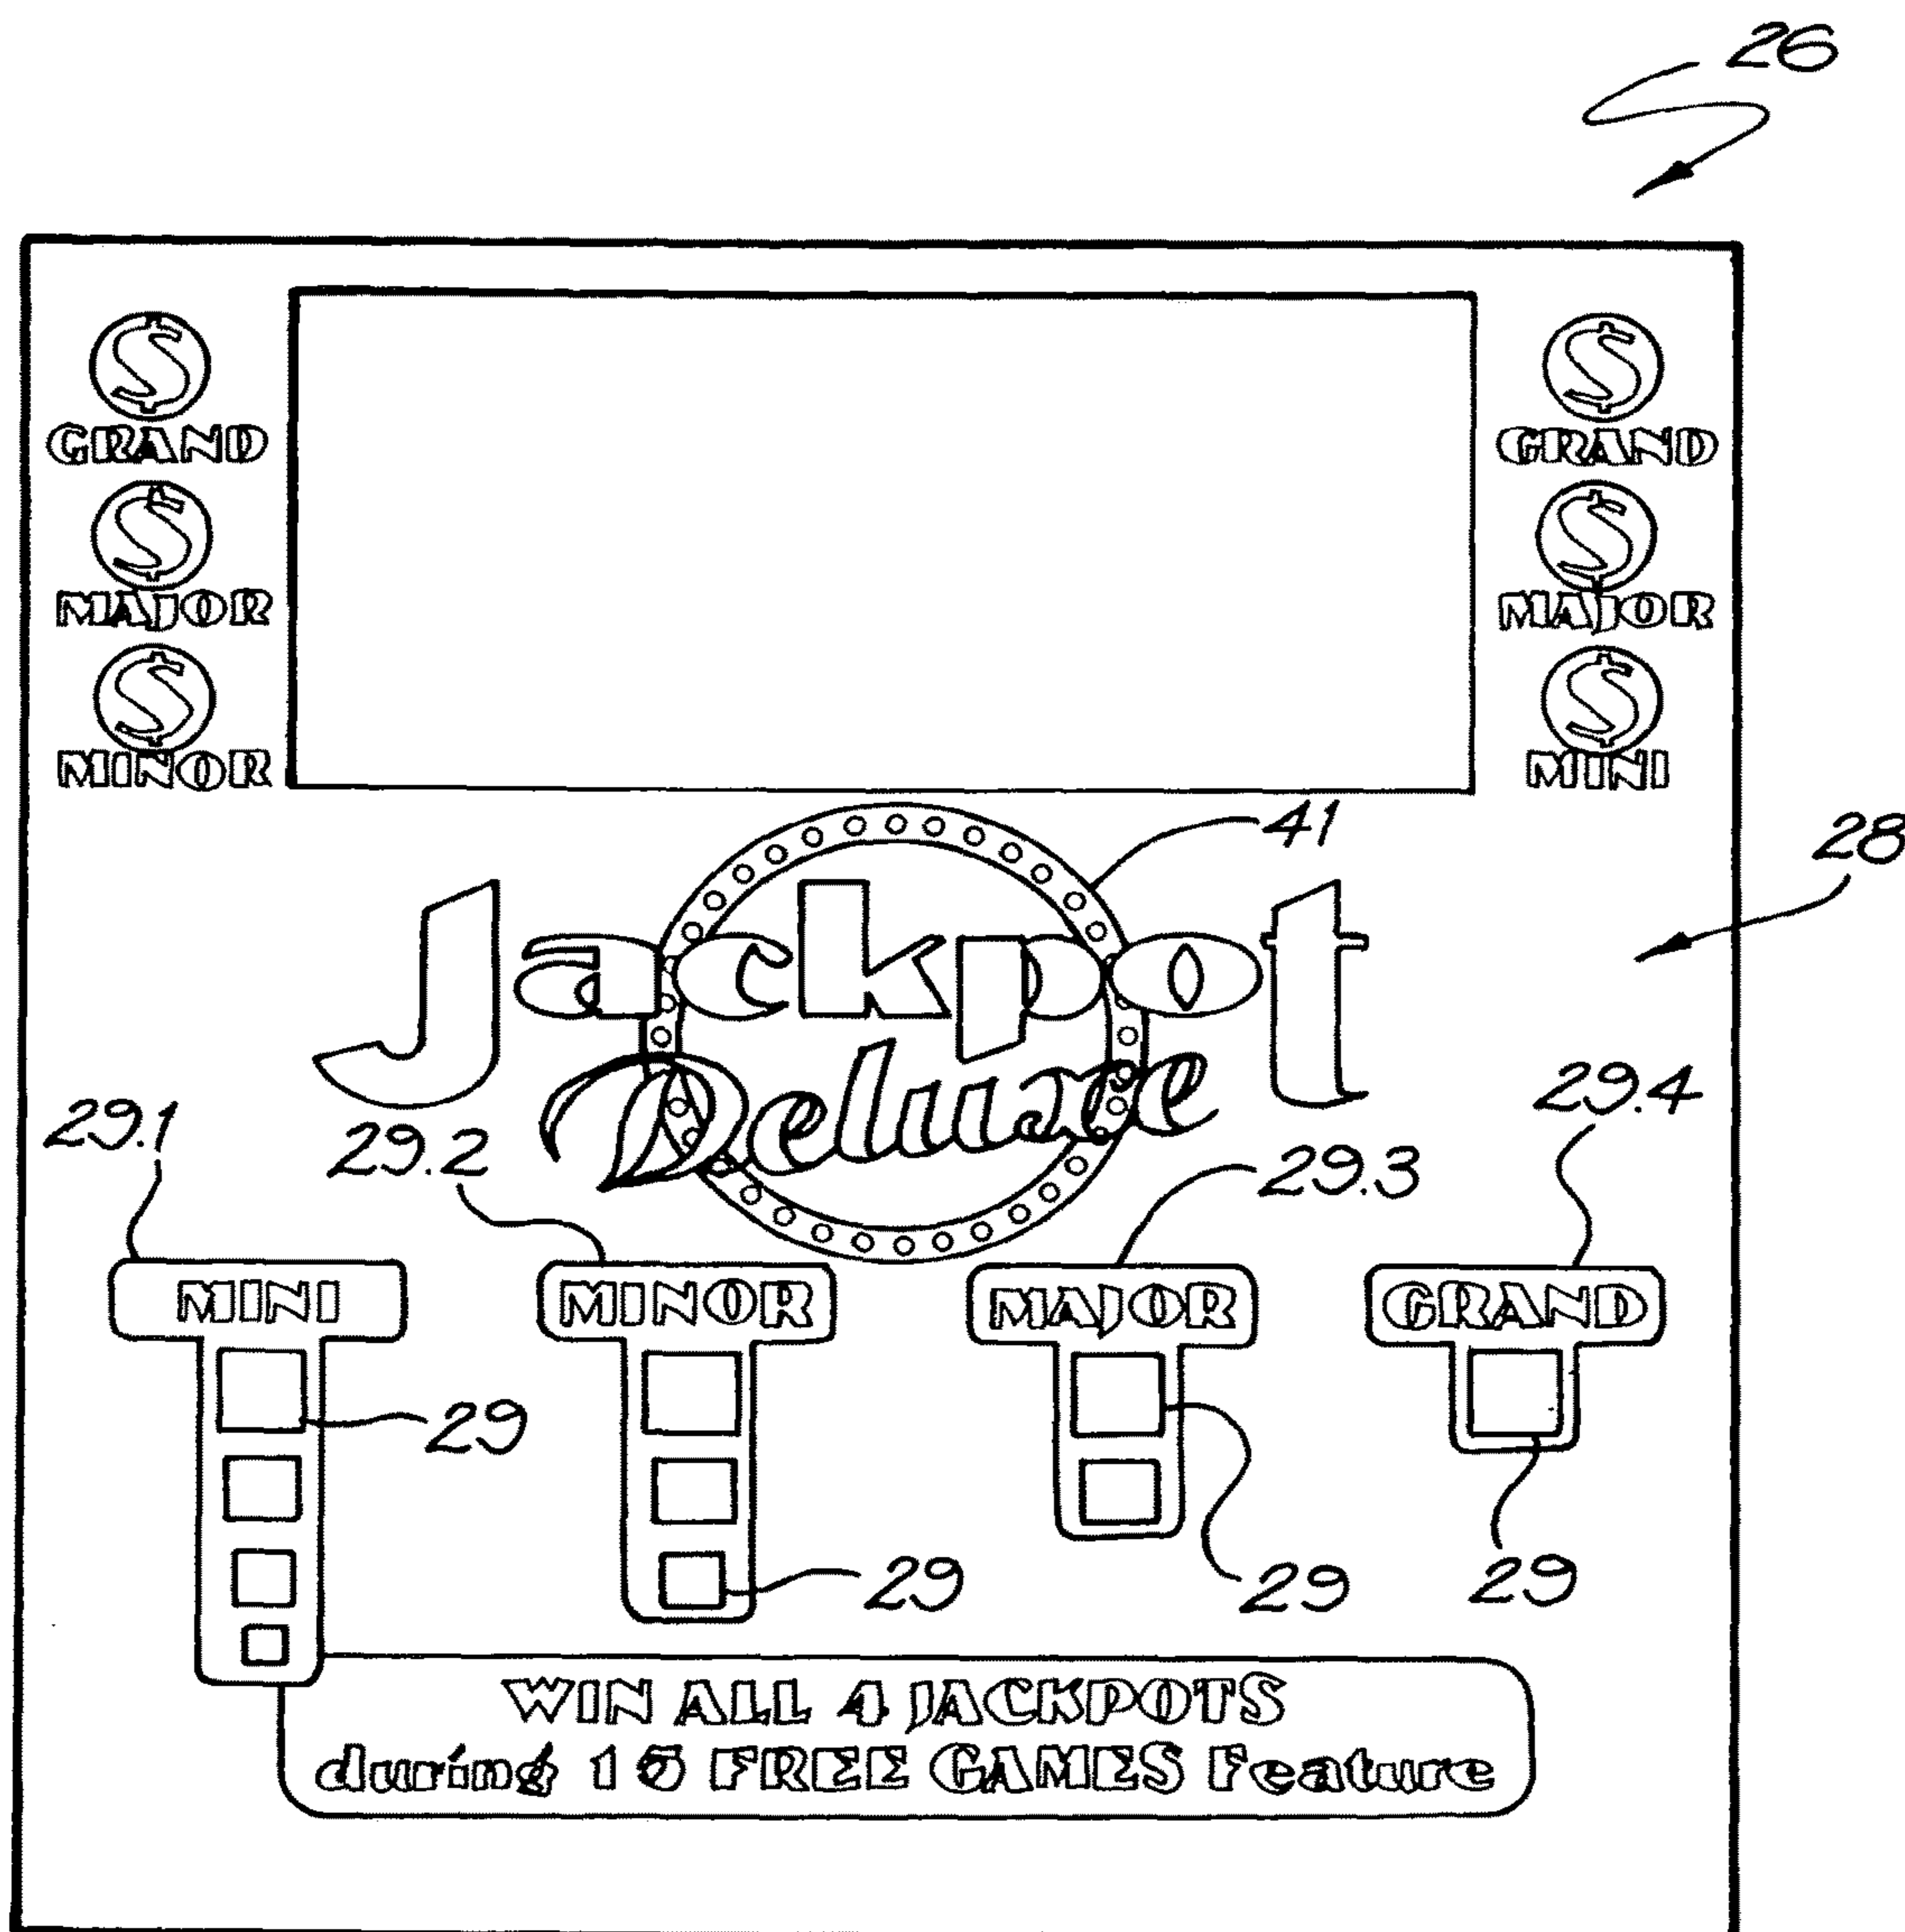 26
GRAND
GRAND
MAJOR
MAJOR
MINOR
MINI
41
28
Jackpot
Deluxe
29.1
29.2
29.3
29.4
MINI
MINOR
MAJOR
GRAND
29
29
29
29
WIN ALL 4 JACKPOTS
during 15 FREE GAMES Feature